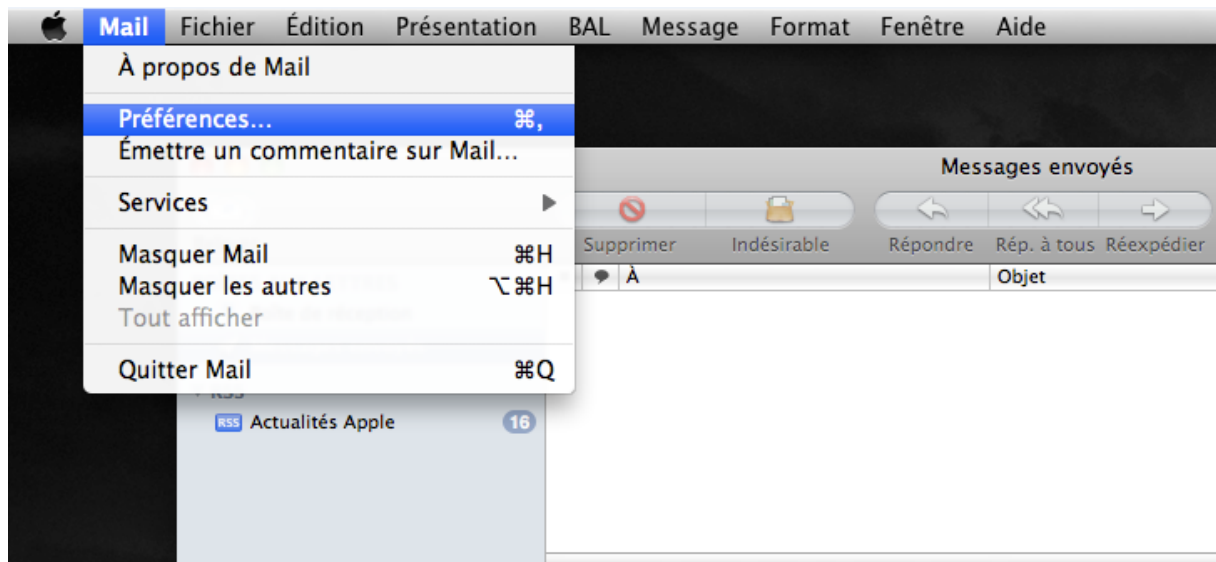 Mail Fichier Édition Présentation BAL Message Format Fenêtre Aide
À propos de Mail
Préférences... ⌘,
Émettre un commentaire sur Mail...
Services
Masquer Mail ⌘H
Masquer les autres ⌥⌘H
Tout afficher
Quitter Mail ⌘Q
Messages envoyés
Supprimer Indésirable Répondre Rép. à tous Réexpédier
À Objet
RSS
RSS Actualités Apple 16